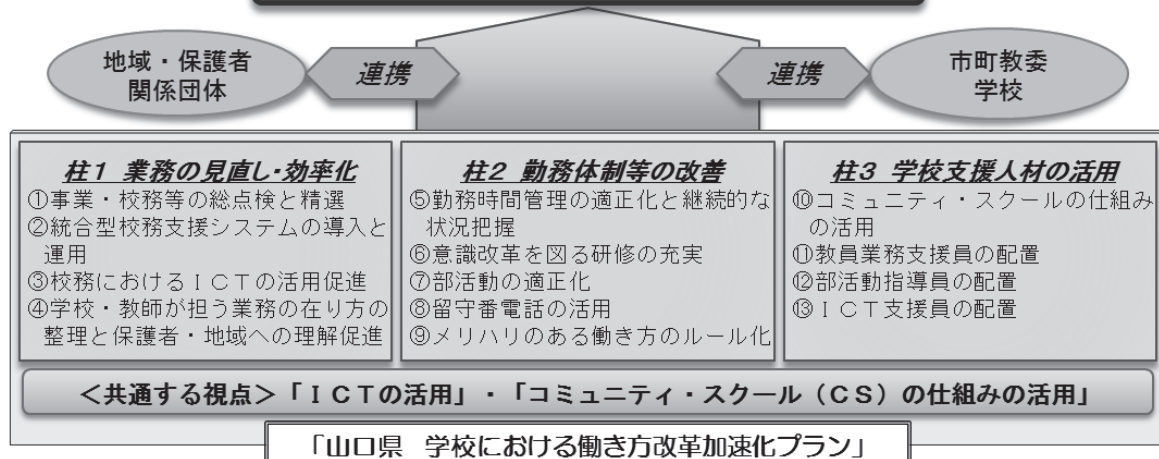 地域・保護者
関係団体
連携
連携
市町教委
学校
柱1 業務の見直し・効率化
①事業・校務等の総点検と精選
②統合型校務支援システムの導入と
運用
③校務におけるICTの活用促進
④学校・教師が担う業務の在り方の
整理と保護者・地域への理解促進
柱2 勤務体制等の改善
⑤勤務時間管理の適正化と継続的な
状況把握
⑥意識改革を図る研修の充実
⑦部活動の適正化
⑧留守番電話の活用
⑨メリハリのある働き方のルール化
柱3 学校支援人材の活用
⑩コミュニティ・スクールの仕組み
の活用
⑪教員業務支援員の配置
⑫部活動指導員の配置
⑬ICT支援員の配置
＜共通する視点＞「ICTの活用」・「コミュニティ・スクール（CS）の仕組みの活用」
「山口県 学校における働き方改革加速化プラン」